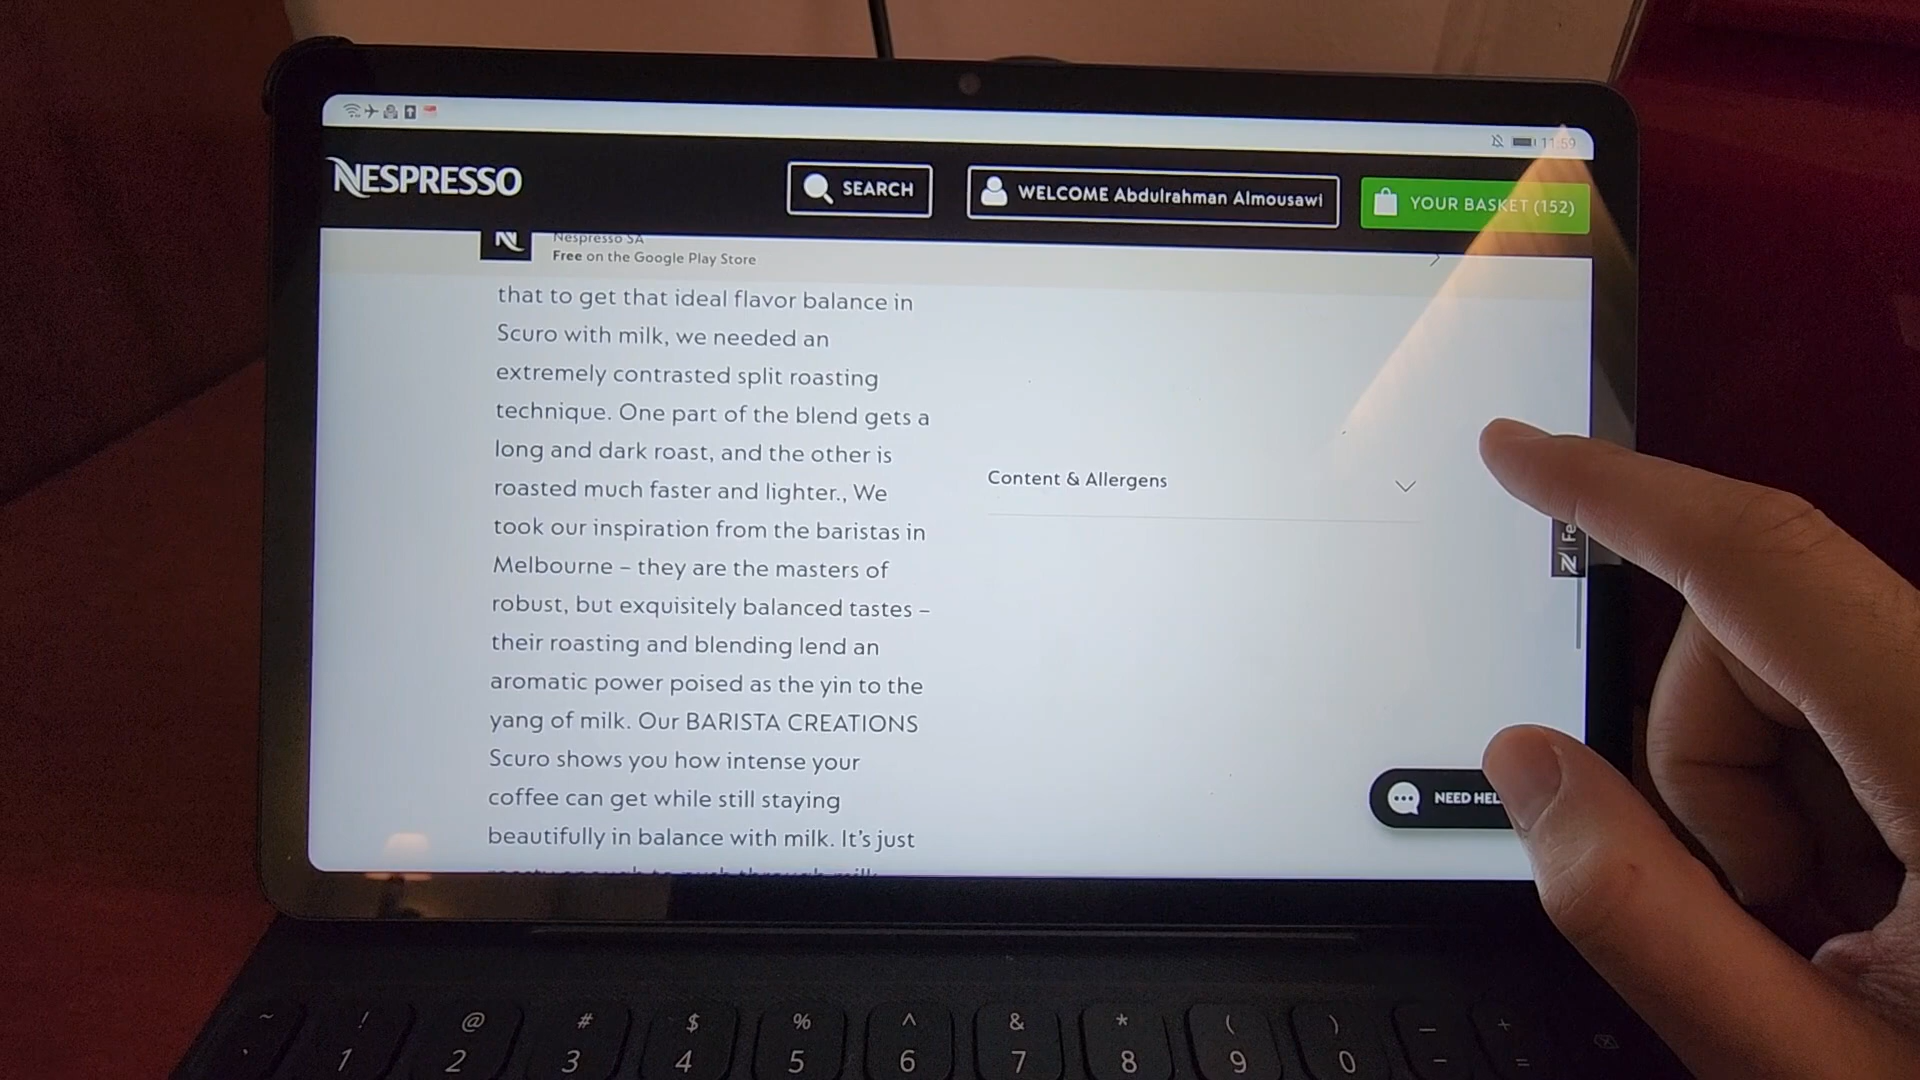 11:59
NESPRESSO
SEARCH
WELCOME Abdulrahman Almousawi
YOUR BASKET (152)
Nespresso SA
Free on the Google Play Store
that to get that ideal flavor balance in
Scuro with milk, we needed an
extremely contrasted split roasting
technique. One part of the blend gets a
long and dark roast, and the other is
roasted much faster and lighter., We
took our inspiration from the baristas in
Melbourne – they are the masters of
robust, but exquisitely balanced tastes –
their roasting and blending lend an
aromatic power poised as the yin to the
yang of milk. Our BARISTA CREATIONS
Scuro shows you how intense your
coffee can get while still staying
beautifully in balance with milk. It's just
Content & Allergens
Fe
NEED HEL
~ ! @ # $ % ^ & * ( ) _ +
` 1 2 3 4 5 6 7 8 9 0 - =